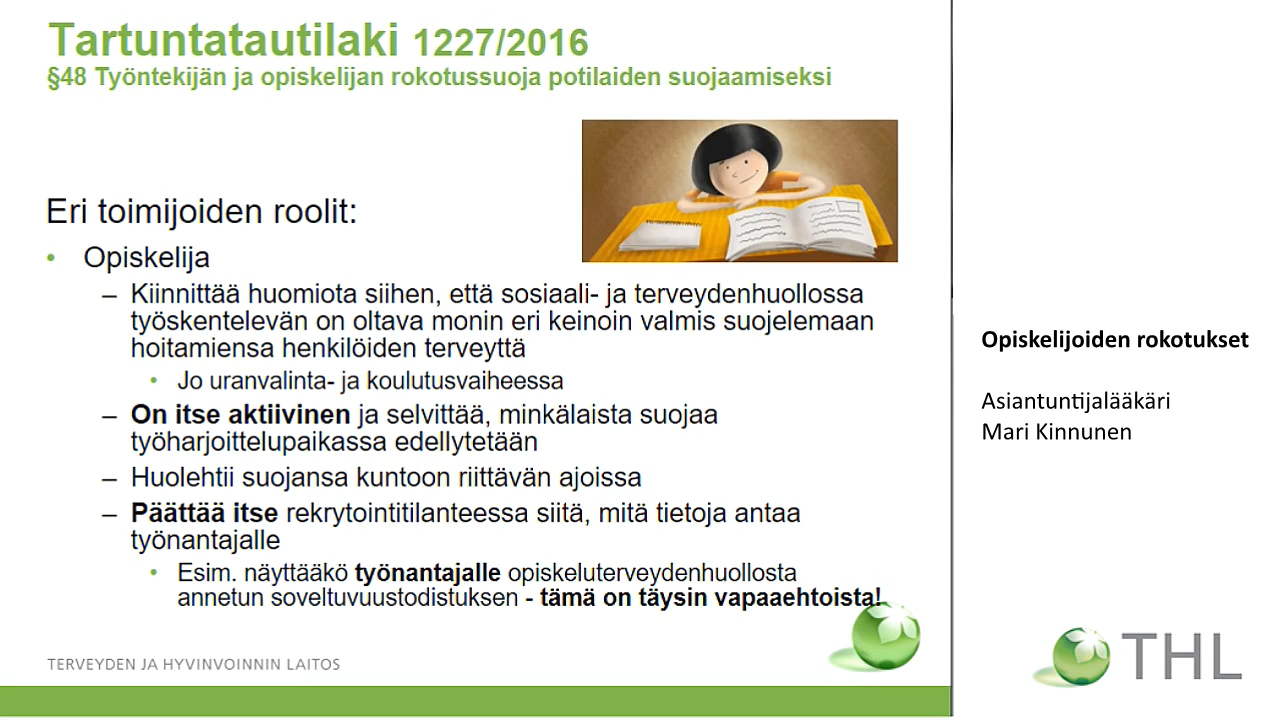 Tartuntatautilaki 1227/2016
§48 Työntekijän ja opiskelijan rokotussuoja potilaiden suojaamiseksi
Eri toimijoiden roolit:
• Opiskelija
– Kiinnittää huomiota siihen, että sosiaali- ja terveydenhuollossa
työskentelevän on oltava monin eri keinoin valmis suojelemaan
hoitamiensa henkilöiden terveyttä
• Jo uranvalinta- ja koulutusvaiheessa
– On itse aktiivinen ja selvittää, minkälaista suojaa
työharjoittelupaikassa edellytetään
– Huolehtii suojansa kuntoon riittävän ajoissa
– Päättää itse rekrytointitilanteessa siitä, mitä tietoja antaa
työnantajalle
• Esim. näyttääkö työnantajalle opiskeluterveydenhuollosta
annetun soveltuvuustodistuksen - tämä on täysin vapaaehtoista!
TERVEYDEN JA HYVINVOINNIN LAITOS
Opiskelijoiden rokotukset
Asiantuntijalääkäri
Mari Kinnunen
THL